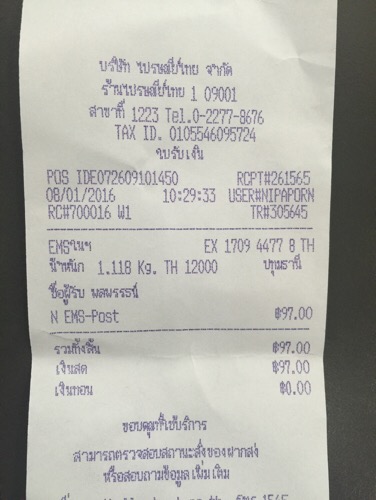 บริษัท ไปรษณีย์ไทย จำกัด
ร้านไปรษณีย์ไทย 1 09001
สาขาที่ 1223 Tel.0-2277-8676
TAX ID. 0105546095724
ใบรับเงิน
POS IDE072609101450 RCPT#261565
08/01/2016 10:29:33 USER#NIPAPORN
RC#700016 W1 TR#305645
EMSในฯ EX 1709 4477 8 TH
น้ำหนัก 1.118 Kg. TH 12000 ปทุมธานี
ชื่อผู้รับ พลพรรธน์
N EMS-Post ฿97.00
รวมทั้งสิ้น ฿97.00
เงินสด ฿97.00
เงินทอน ฿0.00
ขอบคุณที่ใช้บริการ
สามารถตรวจสอบสถานะสิ่งของฝากส่ง
หรือสอบถามข้อมูลเพิ่มเติม